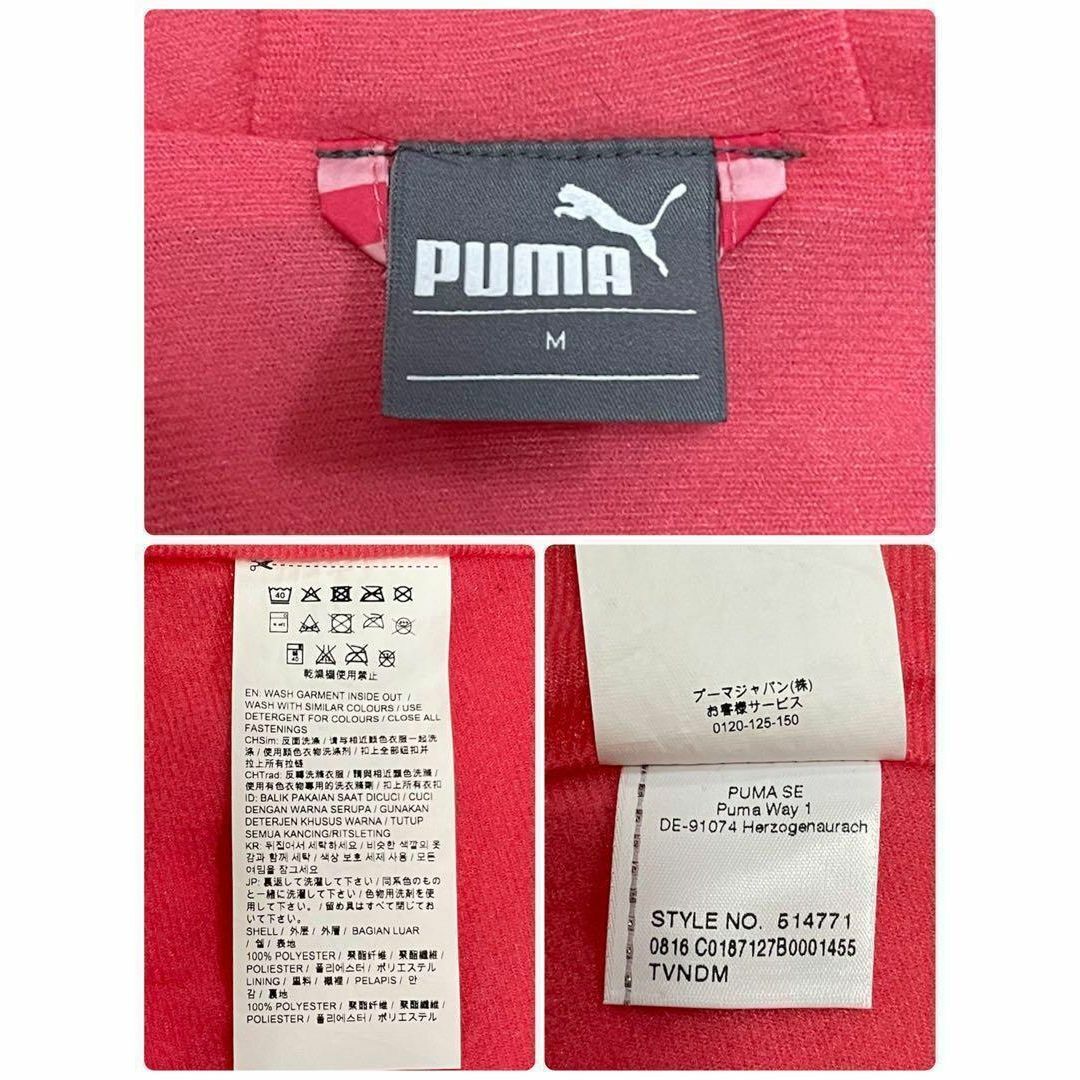 PUMA
M
40
40
乾燥機使用禁止
EN: WASH GARMENT INSIDE OUT /
WASH WITH SIMILAR COLOURS / USE
DETERGENT FOR COLOURS / CLOSE ALL
FASTENINGS
CHSim: 反面洗涤 / 请与相近颜色衣服一起洗
涤 / 使用颜色衣物洗涤剂 / 扣上全部纽扣并
拉上所有拉链
CHTrad: 反轉洗滌衣服 / 請與相近顏色洗滌 /
使用有色衣物專用的洗衣滌劑 / 扣上所有衣扣
ID: BALIK PAKAIAN SAAT DICUCI / CUCI
DENGAN WARNA SERUPA / GUNAKAN
DETERJEN KHUSUS WARNA / TUTUP
SEMUA KANCING/RITSLETING
KR: 뒤집어서 세탁하세요 / 비슷한 색깔의 옷
감과 함께 세탁 / 색상 보호 세제 사용 / 모든
여밈을 잠그세요
JP: 裏返して洗濯して下さい / 同系色のもの
と一緒に洗濯して下さい / 色物用洗剤を使
用して下さい。 / 留め具はすべて閉じてお
いて下さい。
SHELL / 外层 / 外層 / BAGIAN LUAR
/ 쉘 / 表地
100% POLYESTER / 聚酯纤维 / 聚酯纖維 /
POLIESTER / 폴리에스터 / ポリエステル
LINING / 里料 / 襯裡 / PELAPIS / 안
감 / 裏地
100% POLYESTER / 聚酯纤维 / 聚酯纖維 /
POLIESTER / 폴리에스터 / ポリエステル
プーマジャパン(株)
お客様サービス
0120-125-150
PUMA SE
Puma Way 1
DE-91074 Herzogenaurach
STYLE NO. 514771
0816 C0187127B0001455
TVNDM